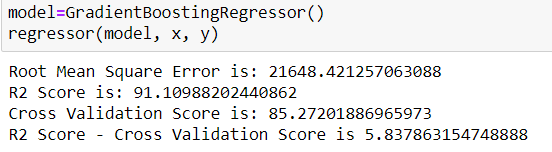 model=GradientBoostingRegressor()
regressor(model, x, y)
Root Mean Square Error is: 21648.421257063088
R2 Score is: 91.10988202440862
Cross Validation Score is: 85.27201886965973
R2 Score - Cross Validation Score is 5.837863154748888